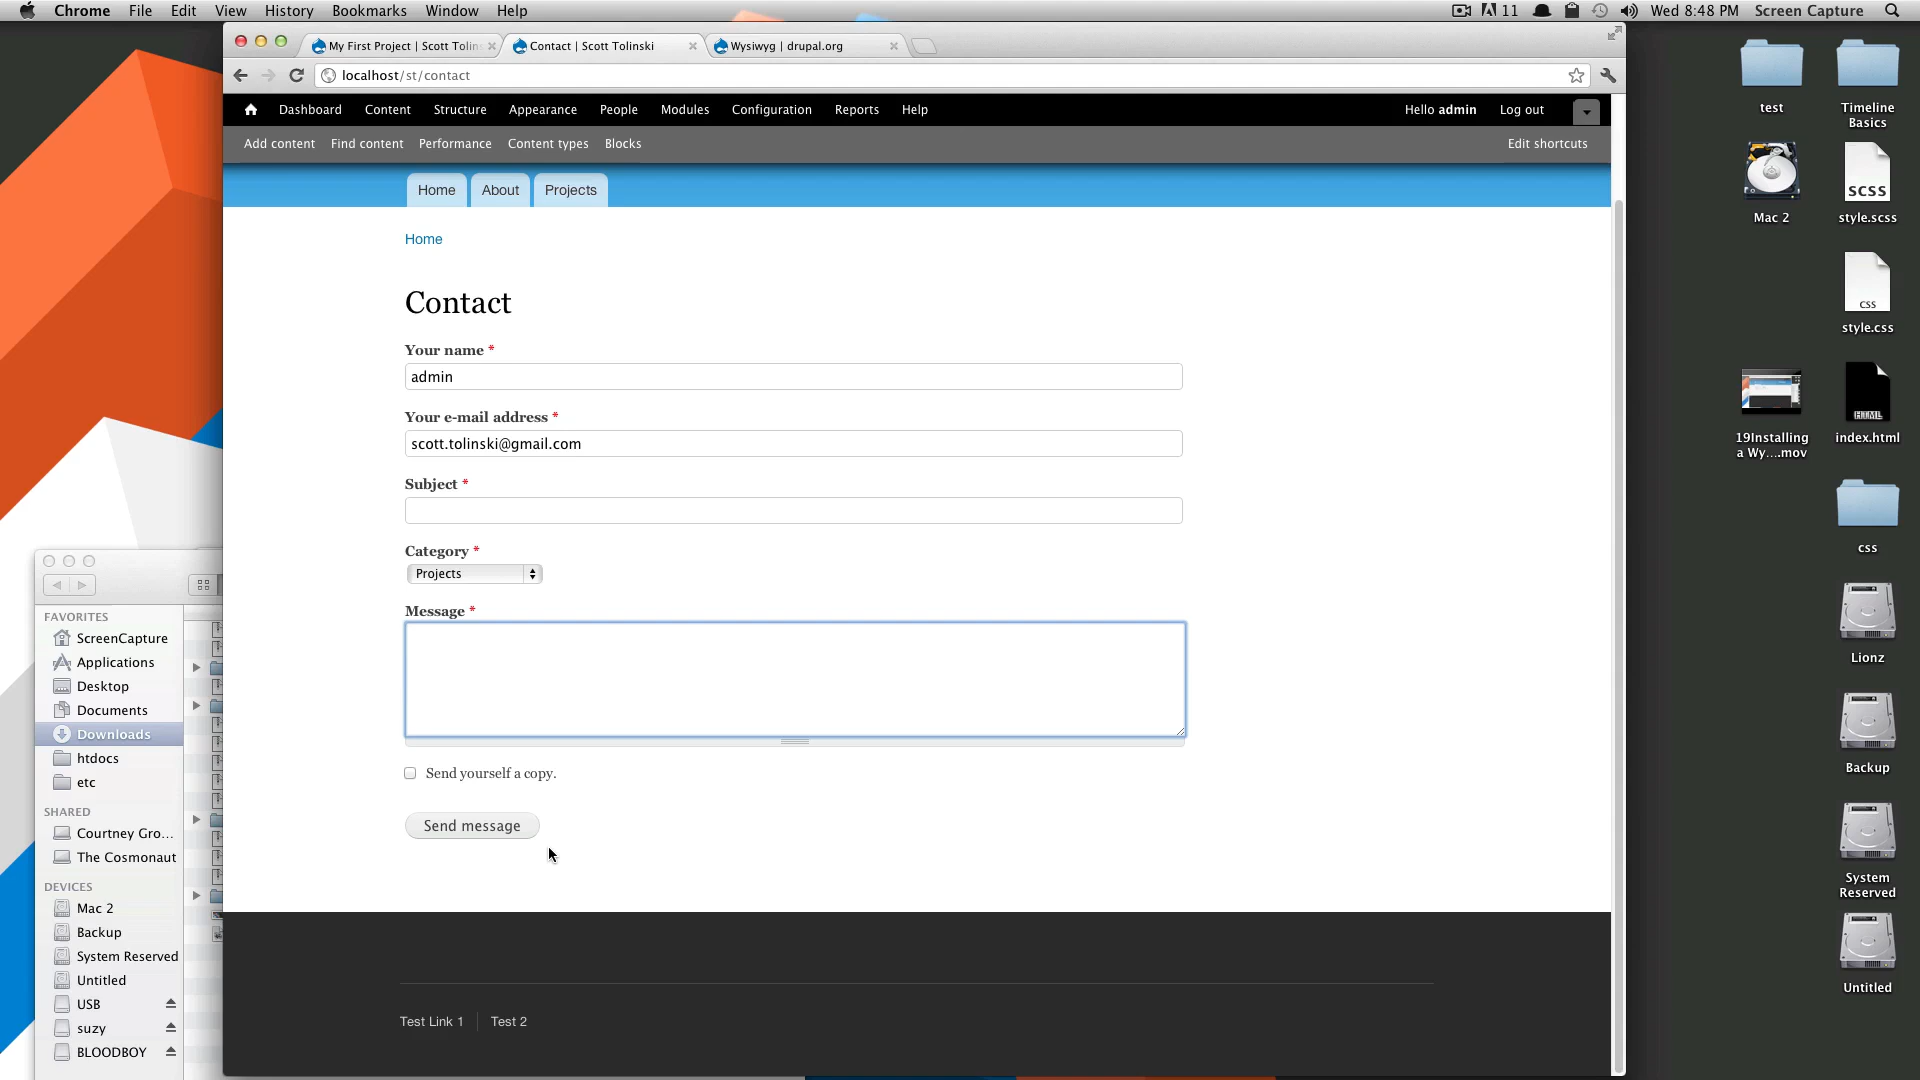 Chrome File Edit View History Bookmarks Window Help
11 Wed 8:48 PM Screen Capture
My First Project | Scott Tolins
Contact | Scott Tolinski
Wysiwyg | drupal.org
localhost/st/contact
Dashboard Content Structure Appearance People Modules Configuration Reports Help
Hello admin Log out
Add content Find content Performance Content types Blocks
Edit shortcuts
Home About Projects
Home
Contact
Your name *
admin
Your e-mail address *
scott.tolinski@gmail.com
Subject *
Category *
Projects
Message *
Send yourself a copy.
Send message
Test Link 1
Test 2
FAVORITES
ScreenCapture
Applications
Desktop
Documents
Downloads
htdocs
etc
SHARED
Courtney Gro...
The Cosmonaut
DEVICES
Mac 2
Backup
System Reserved
Untitled
USB
suzy
BLOODBOY
test
Timeline
Basics
Mac 2
SCSS
style.scss
css
style.css
19Installing
a Wy....mov
HTML
index.html
css
Lionz
Backup
System
Reserved
Untitled